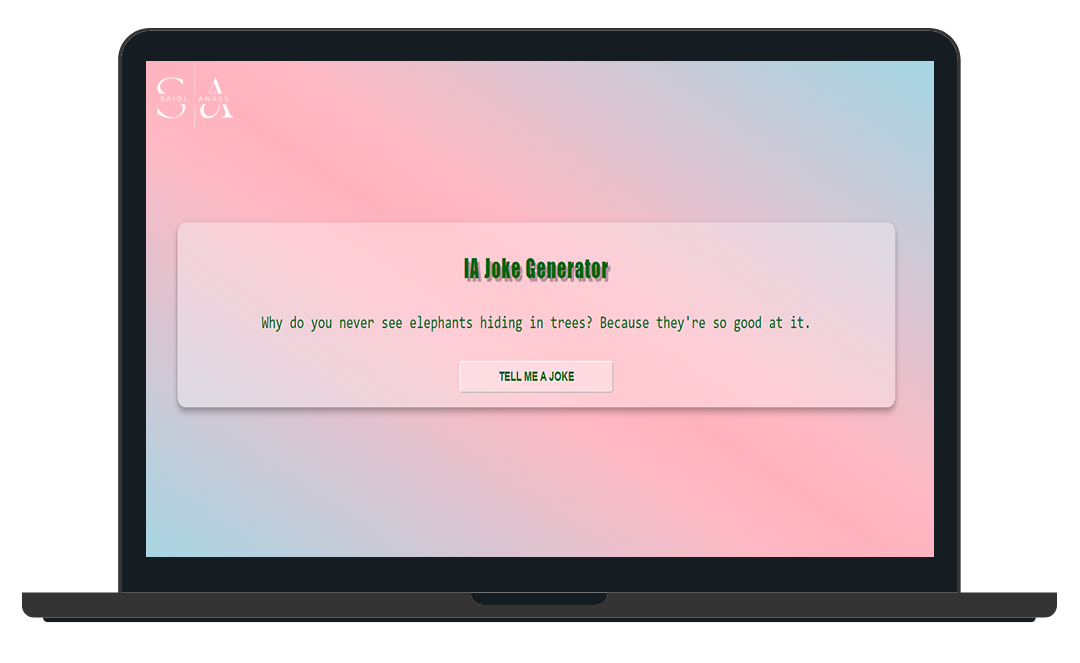 SAIDI ANASS
IA Joke Generator
Why do you never see elephants hiding in trees? Because they're so good at it.
TELL ME A JOKE